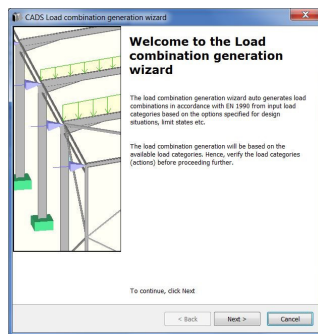 CADS Load combination generation wizard
Welcome to the Load
combination generation
wizard
The load combination generation wizard auto generates load
combinations in accordance with EN 1990 from input load
categories based on the options specified for design
situations, limit states etc.
The load combination generation will be based on the
available load categories. Hence, verify the load categories
(actions) before proceeding further.
To continue, click Next
< Back Next > Cancel